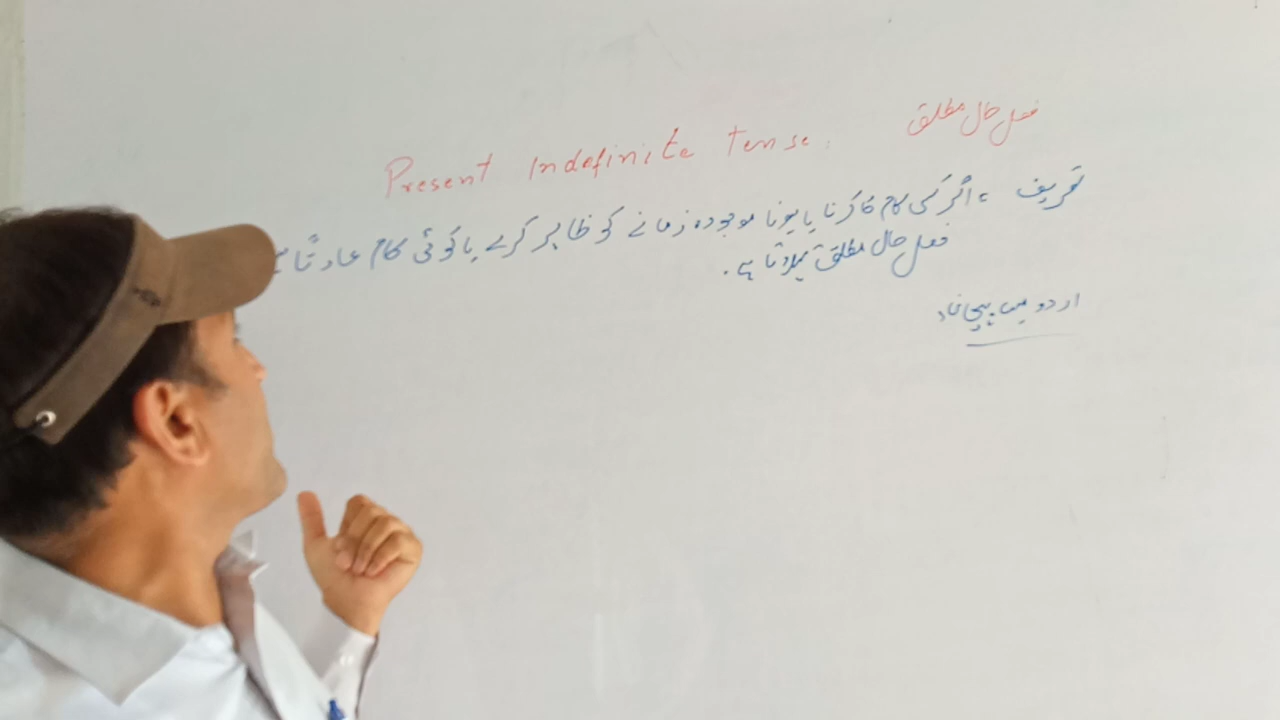 Present Indefinite Tense. فعل حال مطلق
تعریف ، اگر کسی کام کا کرنا یا ہونا موجودہ زمانے کو ظاہر کرے یا کوئی کام عادتاً
فعل حال مطلق کہلاتا ہے ۔
اردو میں پہچان